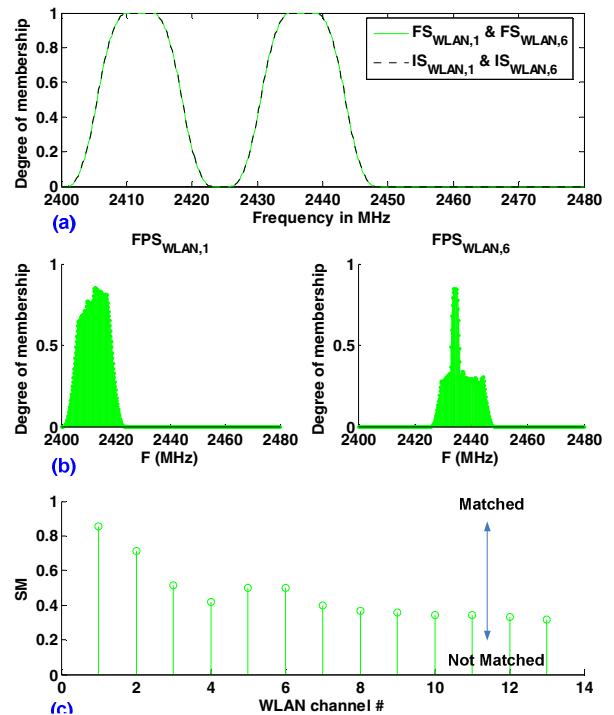 1
0.8
0.6
0.4
0.2
0
Degree of membership
FS_WLAN,1 & FS_WLAN,6
IS_WLAN,1 & IS_WLAN,6
2400 2410 2420 2430 2440 2450 2460 2470 2480
Frequency in MHz
(a)
FPS_WLAN,1
1
0.5
0
Degree of membership
2400 2420 2440 2460 2480
F (MHz)
(b)
FPS_WLAN,6
1
0.5
0
Degree of membership
2400 2420 2440 2460 2480
F (MHz)
1
0.8
0.6
0.4
0.2
0
SM
Matched
Not Matched
0 2 4 6 8 10 12 14
WLAN channel #
(c)